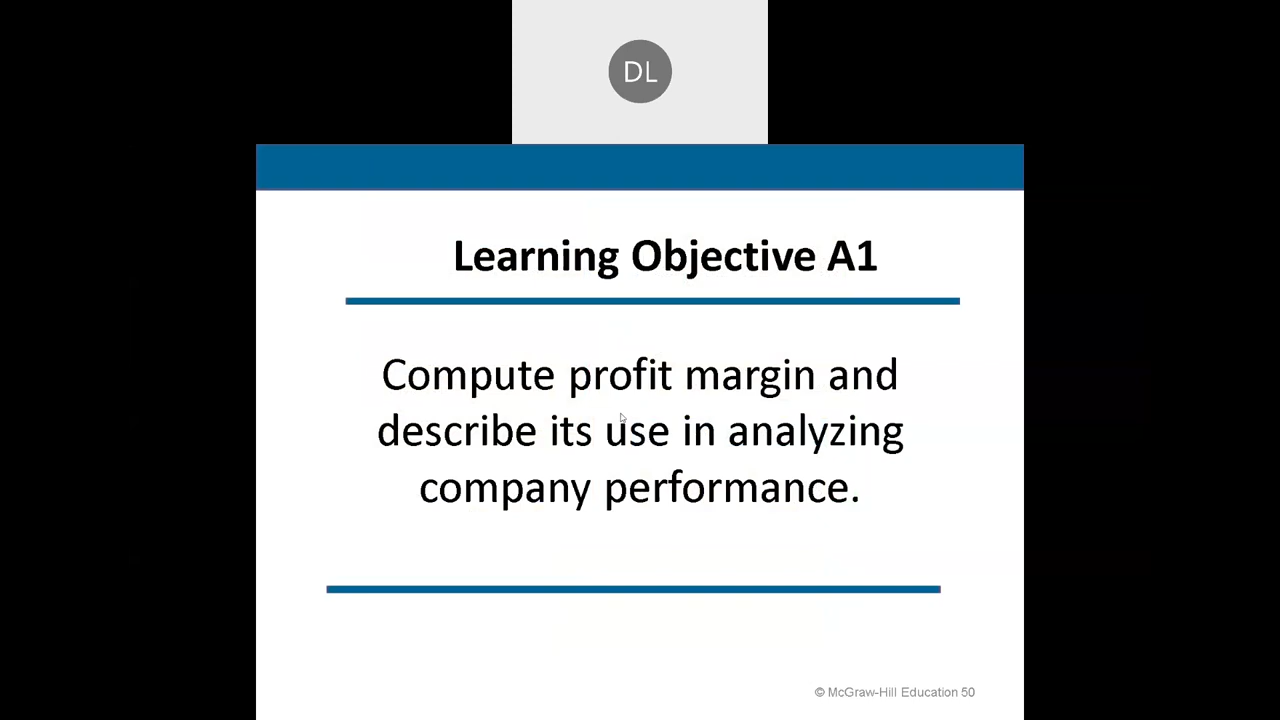 DL
Learning Objective A1
Compute profit margin and
describe its use in analyzing
company performance.
© McGraw-Hill Education 50